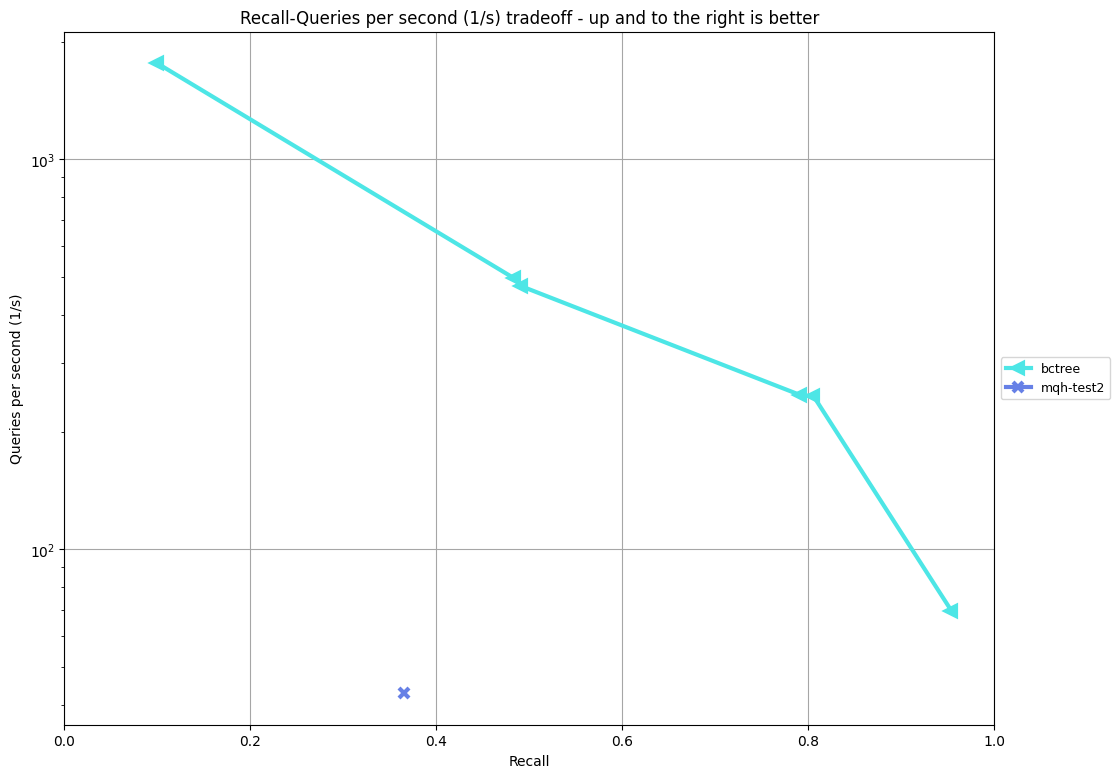 Recall-Queries per second (1/s) tradeoff - up and to the right is better
Queries per second (1/s)
10³
10²
0.0 0.2 0.4 0.6 0.8 1.0
Recall
bctree
mqh-test2